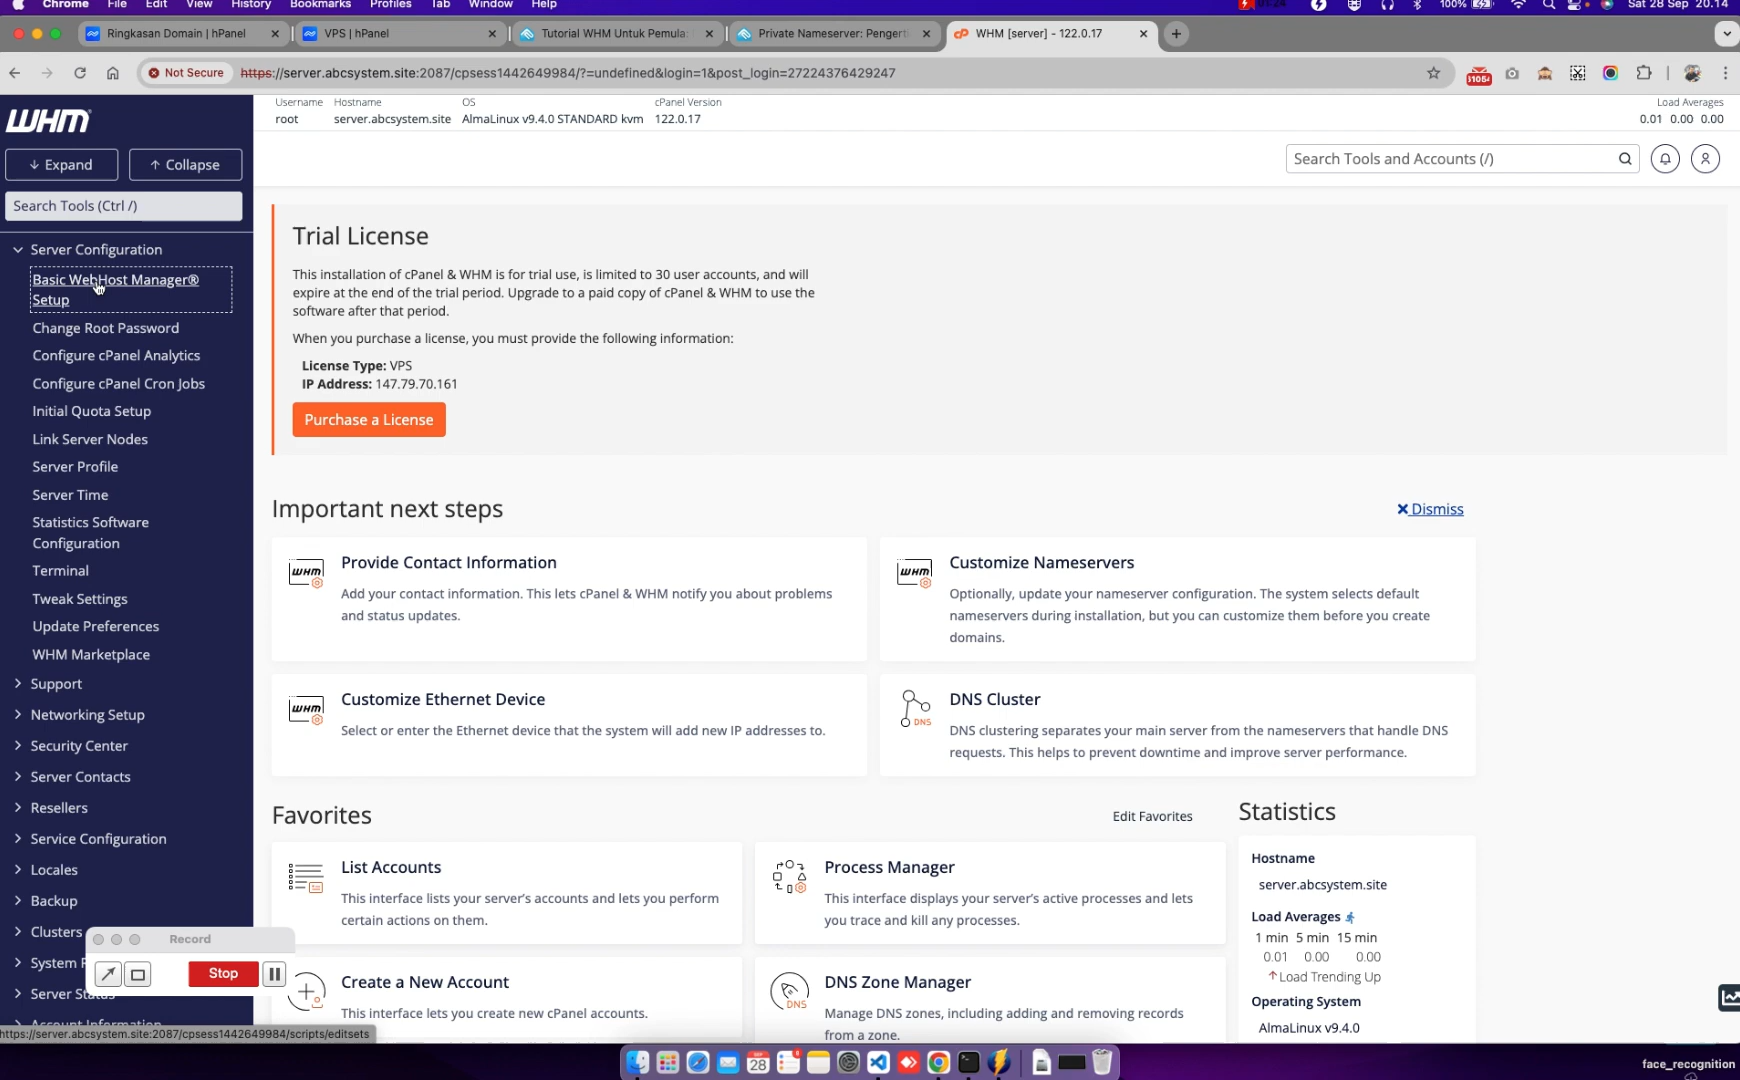 Chrome File Edit View History Bookmarks Profiles Tab Window Help 01:24 100% Sat 28 Sep 20.14
Ringkasan Domain | hPanel VPS | hPanel Tutorial WHM Untuk Pemula: Private Nameserver: Pengerti WHM [server] - 122.0.17
Not Secure https://server.abcsystem.site:2087/cpsess1442649984/?=undefined&login=1&post_login=27224376429247
WHM
Username Hostname OS cPanel Version Load Averages
root server.abcsystem.site AlmaLinux v9.4.0 STANDARD kvm 122.0.17 0.01 0.00 0.00
Expand Collapse
Search Tools and Accounts (/)
Search Tools (Ctrl /)
Server Configuration
Basic WebHost Manager®
Setup
Change Root Password
Configure cPanel Analytics
Configure cPanel Cron Jobs
Initial Quota Setup
Link Server Nodes
Server Profile
Server Time
Statistics Software
Configuration
Terminal
Tweak Settings
Update Preferences
WHM Marketplace
Support
Networking Setup
Security Center
Server Contacts
Resellers
Service Configuration
Locales
Backup
Clusters
System
Server Status
Account Information
Trial License
This installation of cPanel & WHM is for trial use, is limited to 30 user accounts, and will
expire at the end of the trial period. Upgrade to a paid copy of cPanel & WHM to use the
software after that period.
When you purchase a license, you must provide the following information:
License Type: VPS
IP Address: 147.79.70.161
Purchase a License
Important next steps
Dismiss
Provide Contact Information
Add your contact information. This lets cPanel & WHM notify you about problems
and status updates.
Customize Nameservers
Optionally, update your nameserver configuration. The system selects default
nameservers during installation, but you can customize them before you create
domains.
Customize Ethernet Device
Select or enter the Ethernet device that the system will add new IP addresses to.
DNS Cluster
DNS clustering separates your main server from the nameservers that handle DNS
requests. This helps to prevent downtime and improve server performance.
Favorites
Edit Favorites
List Accounts
This interface lists your server's accounts and lets you perform
certain actions on them.
Process Manager
This interface displays your server's active processes and lets
you trace and kill any processes.
Create a New Account
This interface lets you create new cPanel accounts.
DNS Zone Manager
Manage DNS zones, including adding and removing records
from a zone.
Statistics
Hostname
server.abcsystem.site
Load Averages
1 min 5 min 15 min
0.01 0.00 0.00
Load Trending Up
Operating System
AlmaLinux v9.4.0
Record
Stop
https://server.abcsystem.site:2087/cpsess1442649984/scripts/editsets
face_recognition